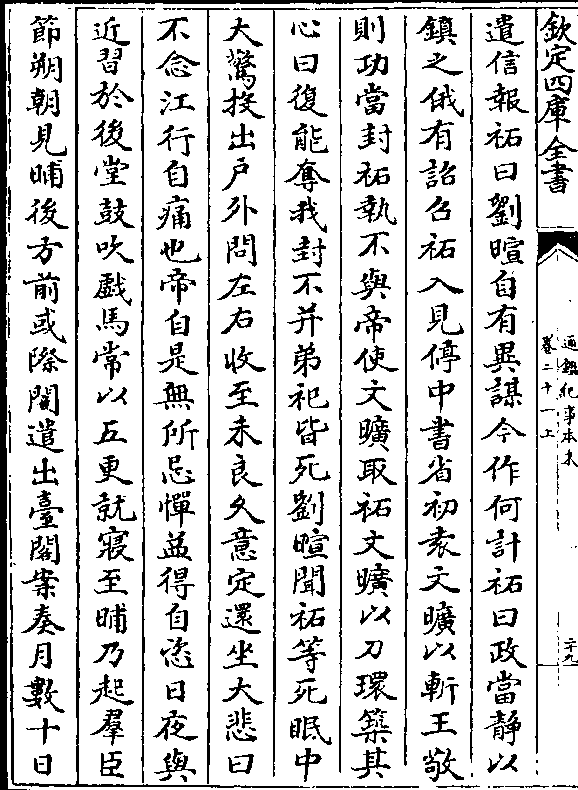 欽定四庫全書
通鑑紀事本末
卷二十一上
二十九
遣信報祏曰劉暄自有異謀今作何計祏曰政當静以
鎮之俄有詔召祏入見停中書省初袁文曠以斬王敬
則功當封祏執不與帝使文曠取祏文曠以刀環築其
心曰復能奪我封不并弟祀皆死劉暄聞祏等死眠中
大驚投出戸外問左右收至未良久意定還坐大悲曰
不念江行自痛也帝自是無所忌憚益得自恣日夜與
近習於後堂鼓吹戲馬常以五更就寢至晡乃起羣臣
節朔朝見晡後方前或際闇遣出臺閣案奏月數十日